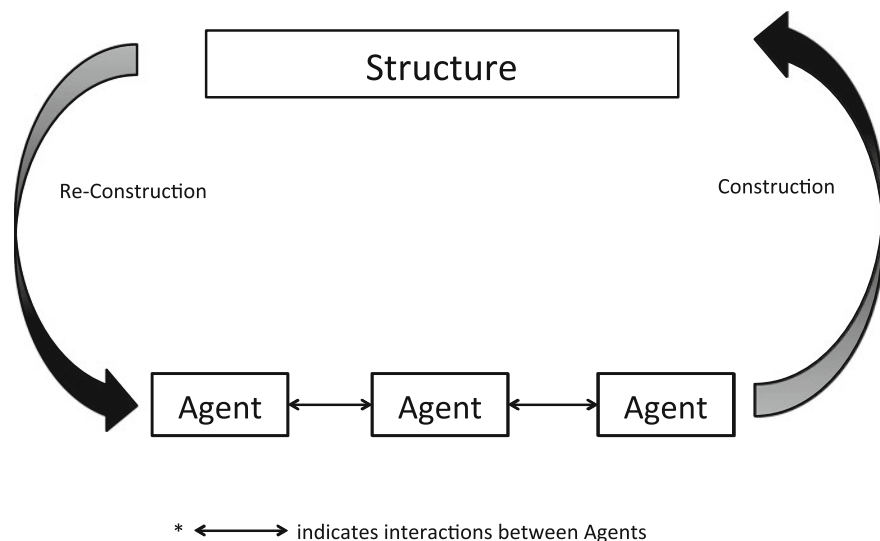 Structure
Re-Construction
Construction
Agent
Agent
Agent
* indicates interactions between Agents